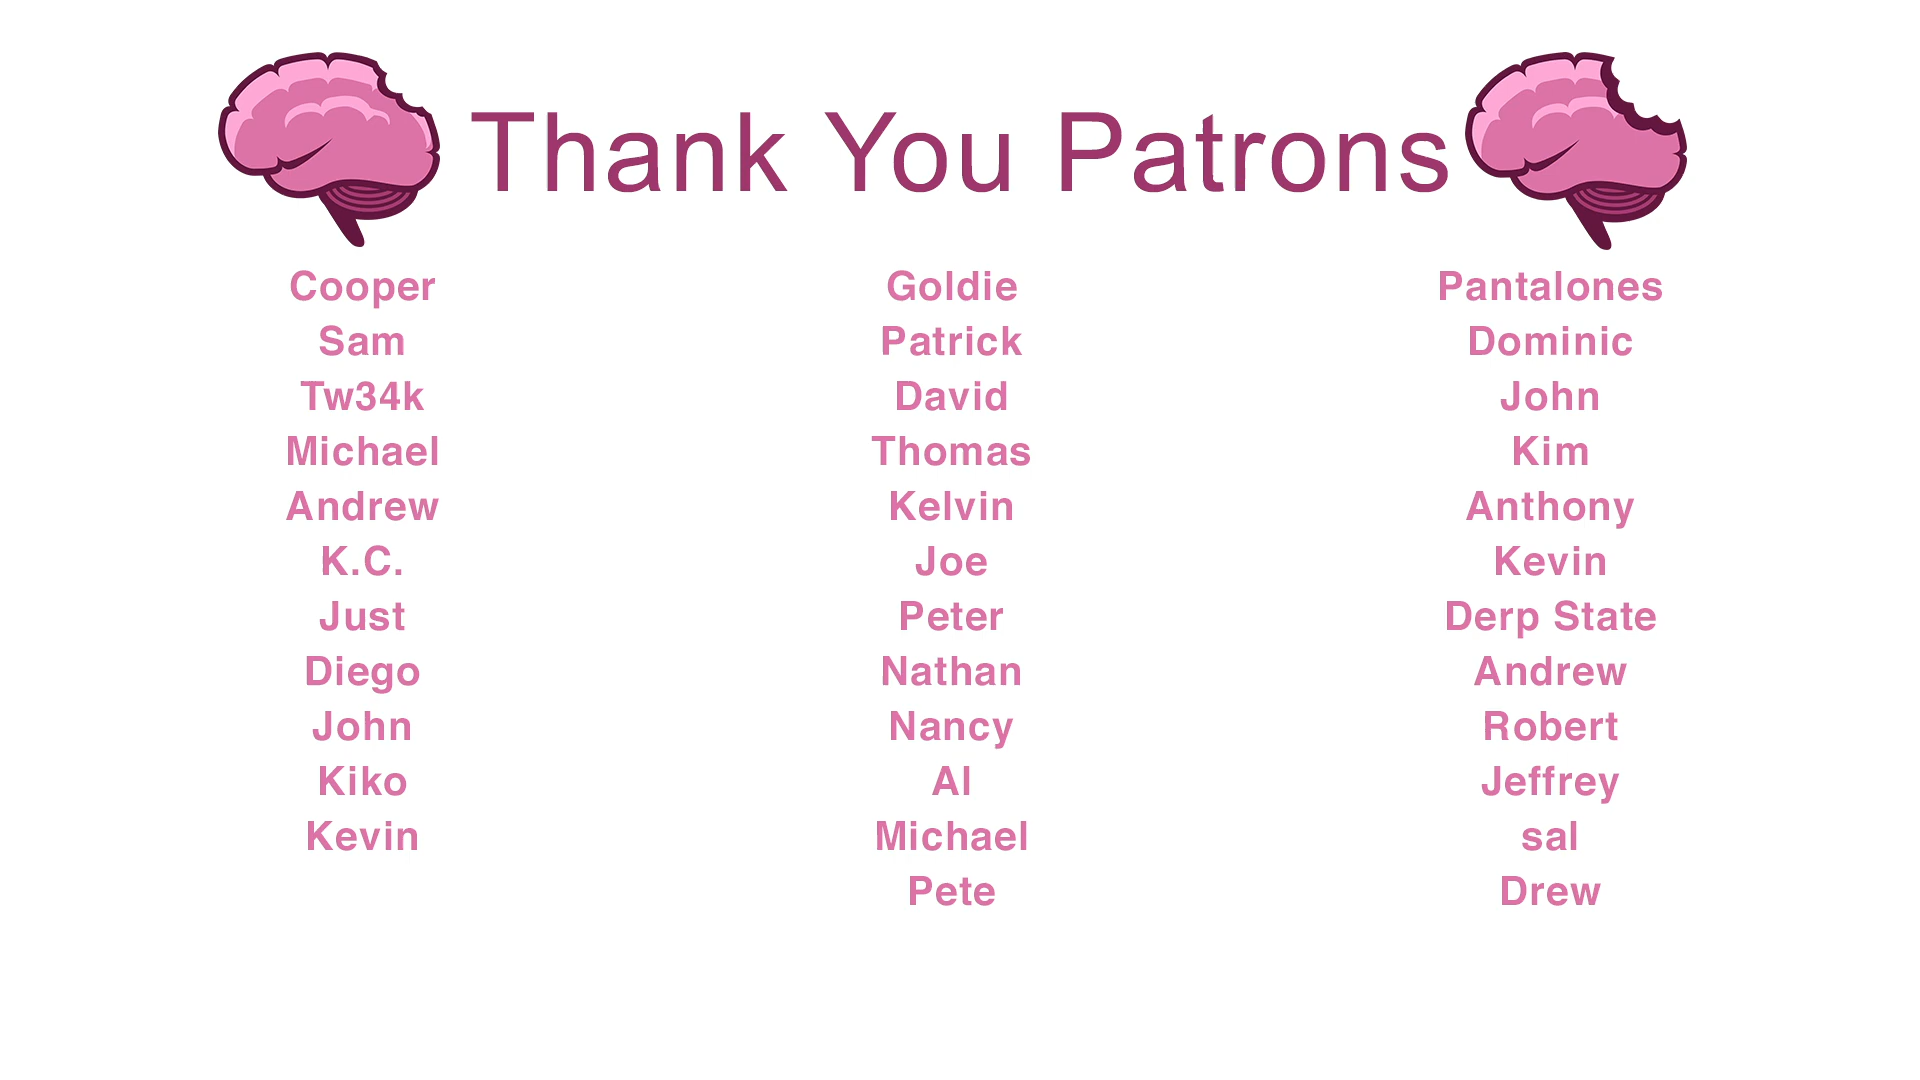 Thank You Patrons
Cooper
Sam
Tw34k
Michael
Andrew
K.C.
Just
Diego
John
Kiko
Kevin
Goldie
Patrick
David
Thomas
Kelvin
Joe
Peter
Nathan
Nancy
Al
Michael
Pete
Pantalones
Dominic
John
Kim
Anthony
Kevin
Derp State
Andrew
Robert
Jeffrey
sal
Drew